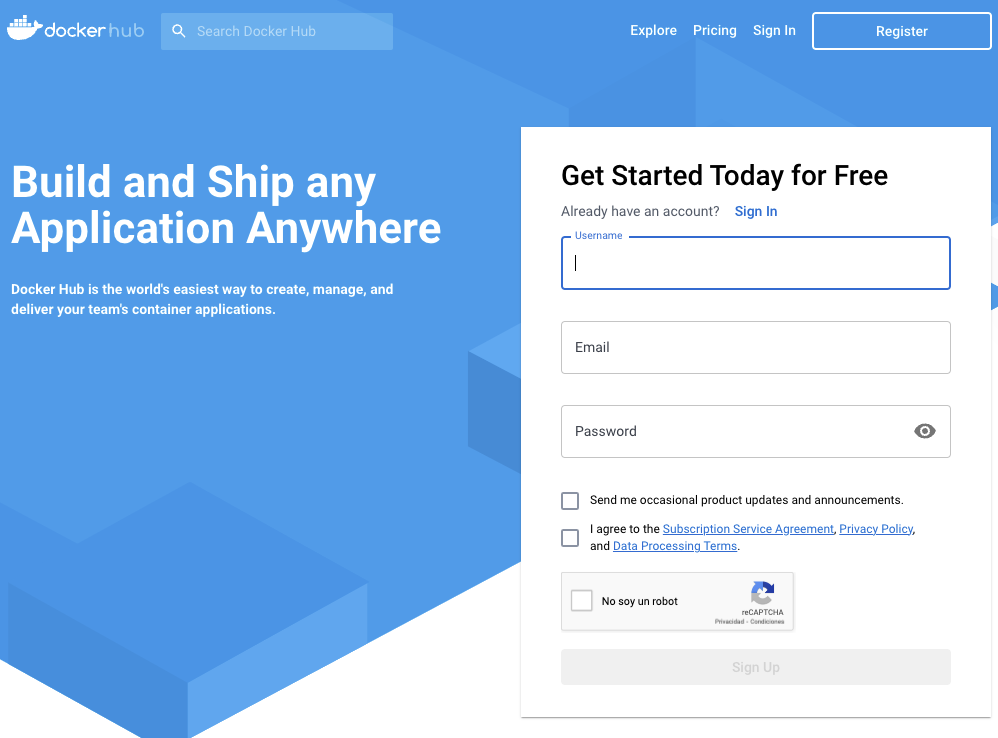 docker hub
Search Docker Hub
Explore
Pricing
Sign In
Register
Build and Ship any
Application Anywhere
Docker Hub is the world's easiest way to create, manage, and
deliver your team's container applications.
Get Started Today for Free
Already have an account? Sign In
Username
Email
Password
Send me occasional product updates and announcements.
I agree to the Subscription Service Agreement, Privacy Policy,
and Data Processing Terms.
No soy un robot
reCAPTCHA
Privacidad - Condiciones
Sign Up